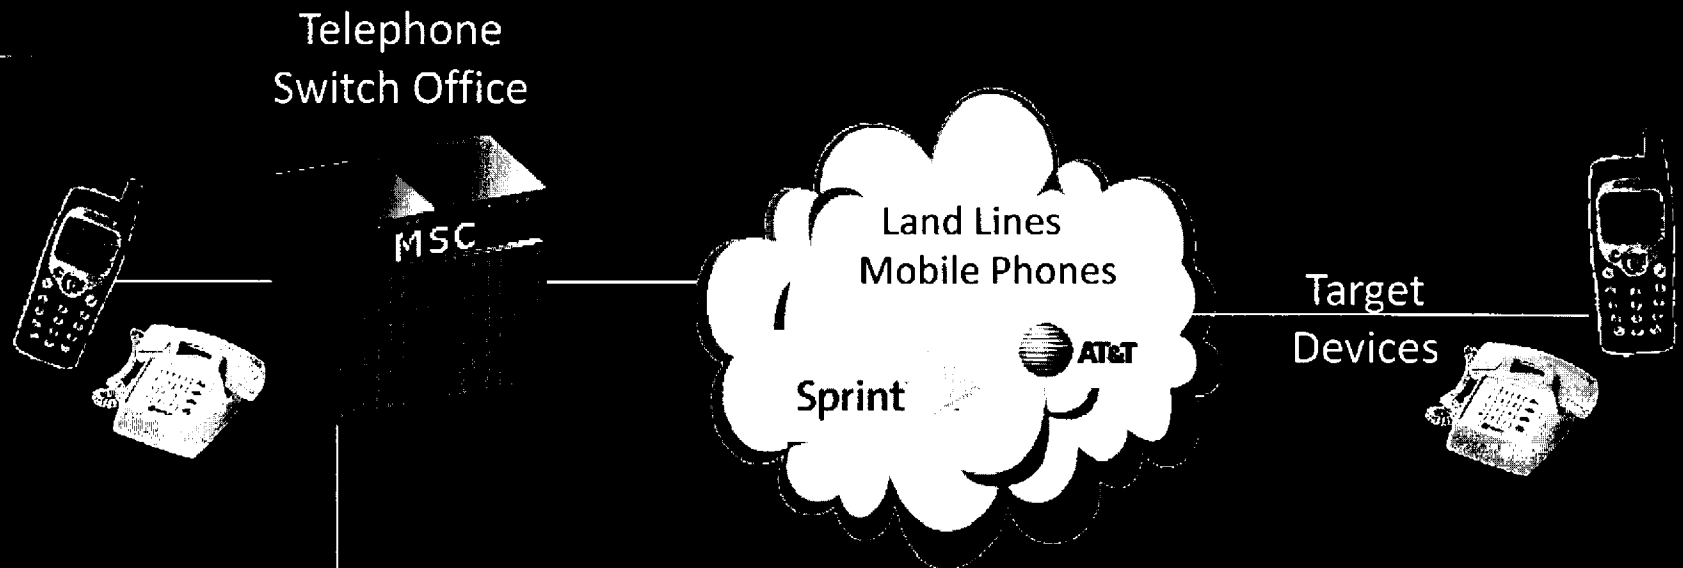 Telephone
Switch Office
MSC
Land Lines
Mobile Phones
Target
Devices
AT&T
Sprint